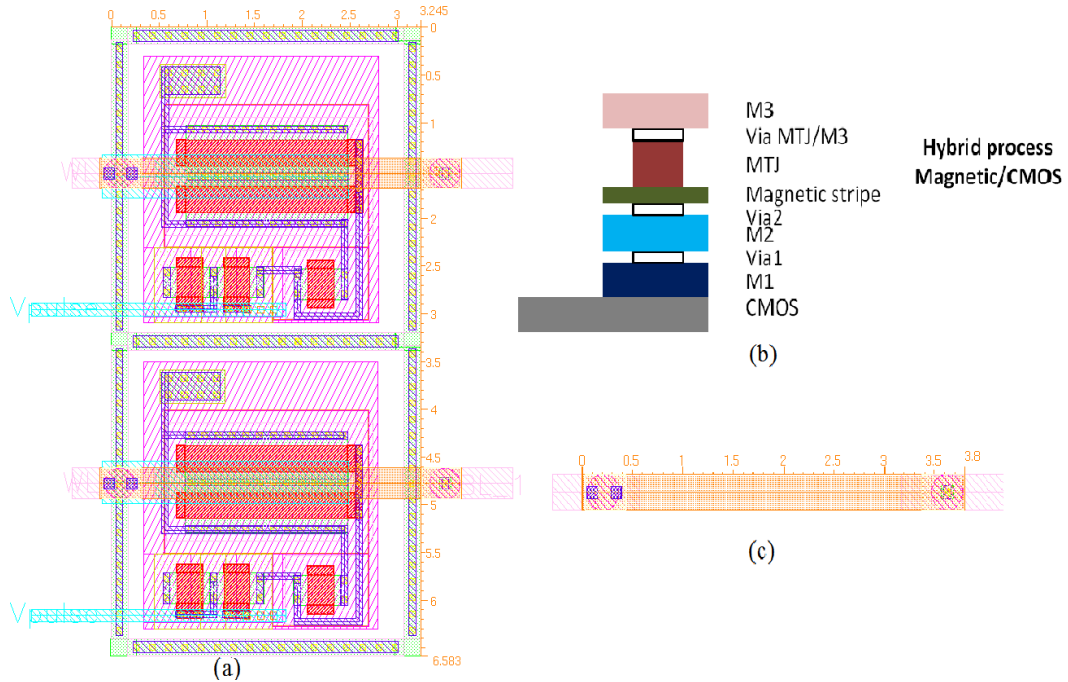 0 0.5 1 1.5 2 2.5 3 3.245
0
0.5
1
1.5
2
2.5
3
3.5
4
4.5
5
5.5
6
6.583
Vpulse
Vpulse
(a)
M3
Via MTJ/M3
MTJ
Magnetic stripe
Via2
M2
Via1
M1
CMOS
Hybrid process
Magnetic/CMOS
(b)
0 0.5 1 1.5 2 2.5 3 3.5 3.8
(c)